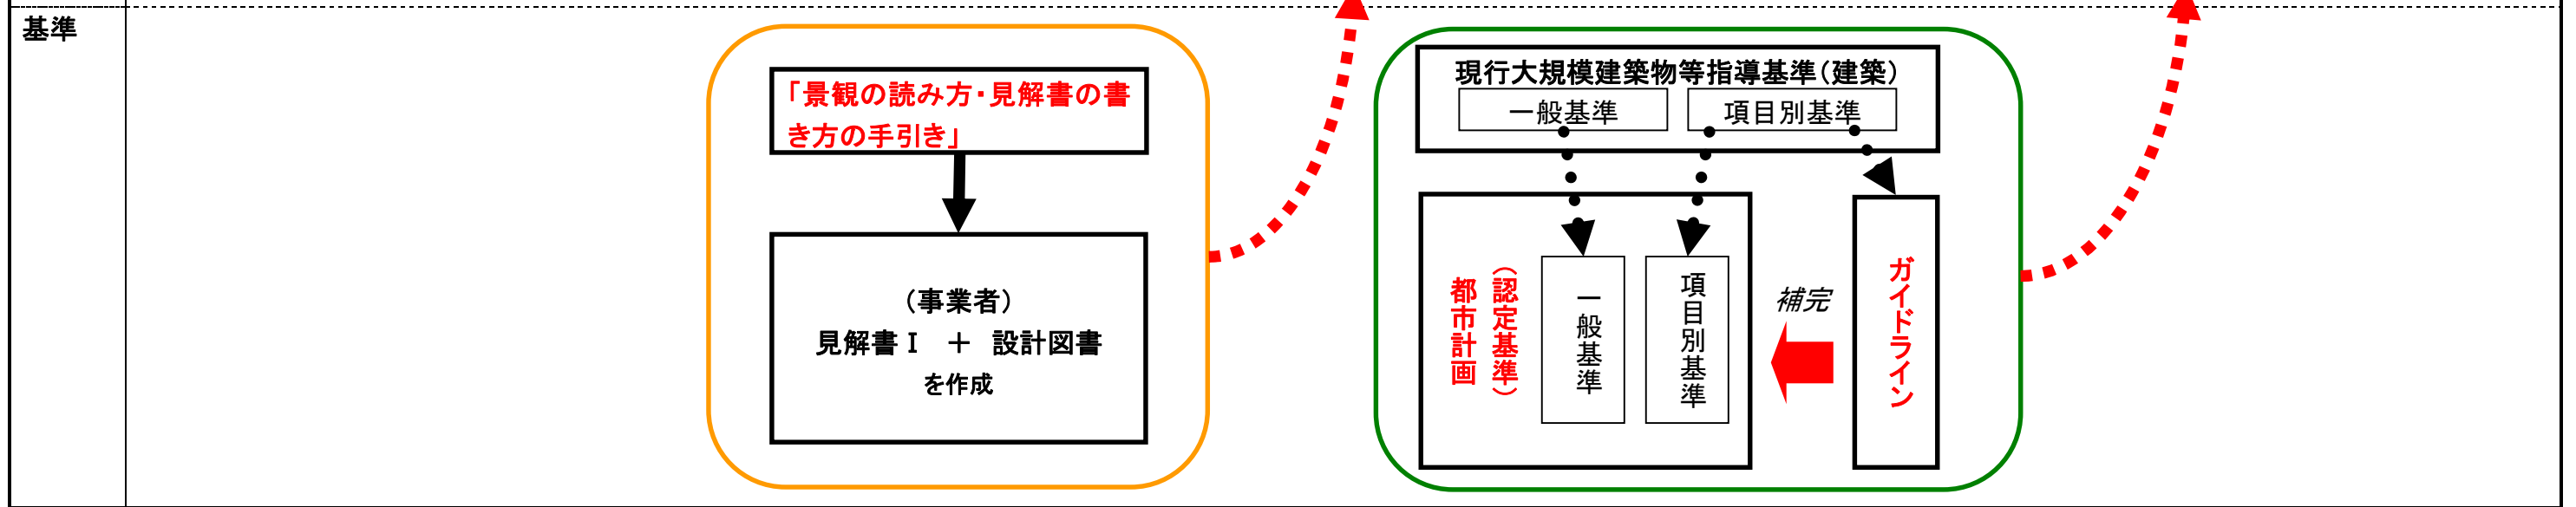 基準
「景観の読み方・見解書の書
き方の手引き」
（事業者）
見解書Ⅰ　＋　設計図書
を作成
現行大規模建築物等指導基準（建築）
一般基準
項目別基準
都市計画
（認定基準）
一般基準
項目別基準
補完
ガイドライン